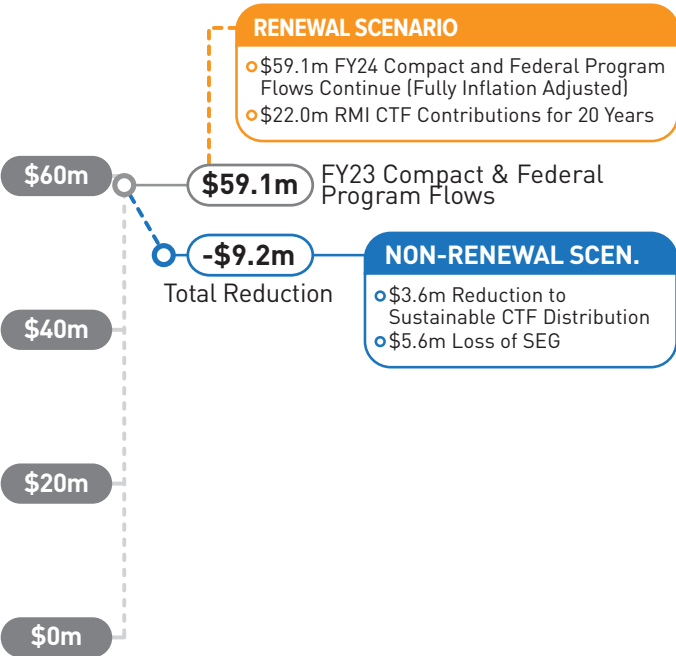 RENEWAL SCENARIO
$59.1m FY24 Compact and Federal Program
Flows Continue (Fully Inflation Adjusted)
$22.0m RMI CTF Contributions for 20 Years
$60m
$59.1m
FY23 Compact & Federal
Program Flows
-$9.2m
Total Reduction
NON-RENEWAL SCEN.
$3.6m Reduction to
Sustainable CTF Distribution
$5.6m Loss of SEG
$40m
$20m
$0m